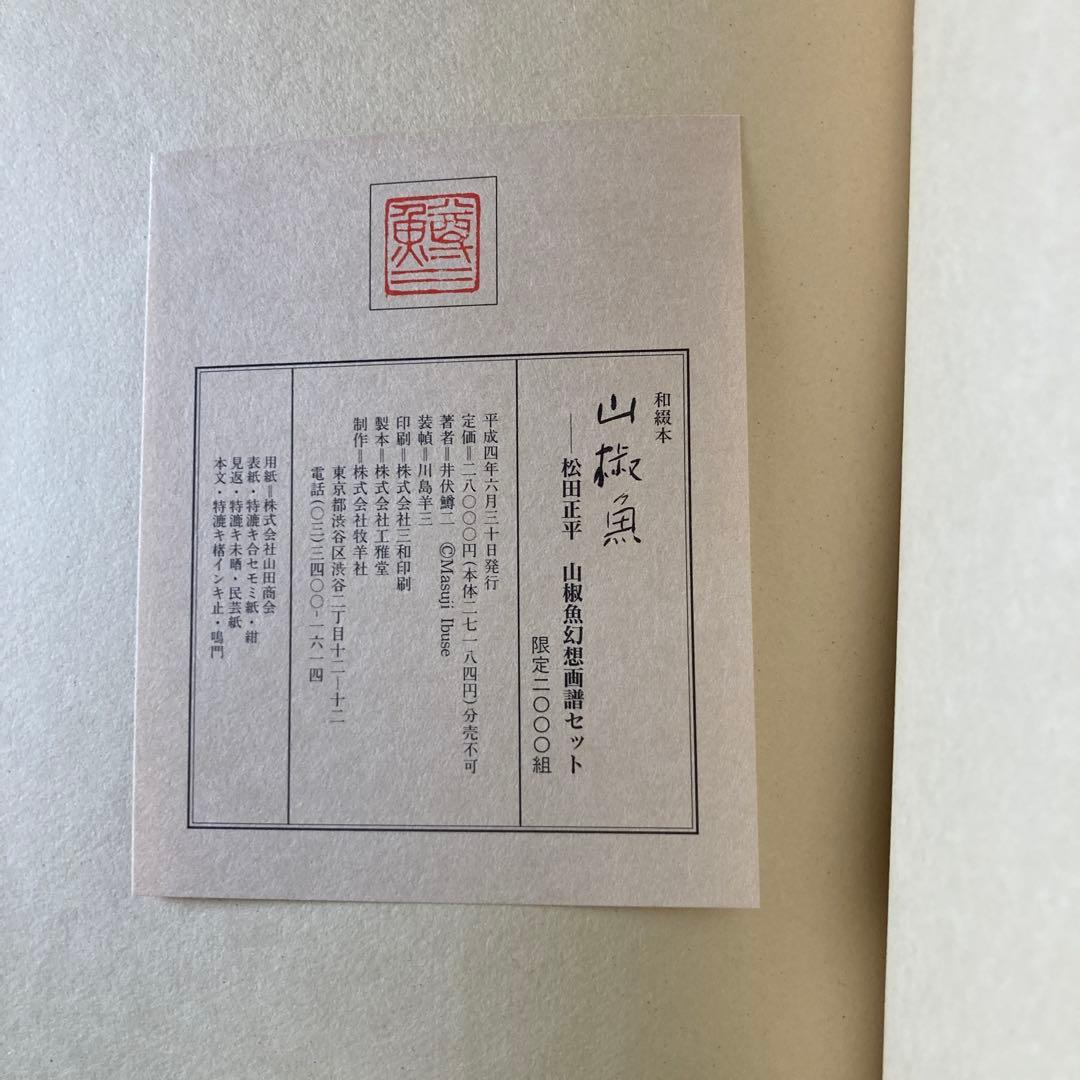 鱒二
和綴本
山椒魚
──松田正平 山椒魚幻想画譜セット
限定二〇〇〇組
平成四年六月三十日発行
定価＝二八〇〇〇円(本体二七一八四円)分売不可
著者＝井伏鱒二 ©Masuji Ibuse
装幀＝川島羊三
印刷＝株式会社三和印刷
製本＝株式会社工雅堂
制作＝株式会社牧羊社
東京都渋谷区渋谷二丁目十二─十二
電話(〇三)三四〇〇-一六一四
用紙＝株式会社山田商会
表紙・特漉キ合セモミ紙・紺
見返・特漉キ未晒・民芸紙
本文・特漉キ楮インキ止・鳴門